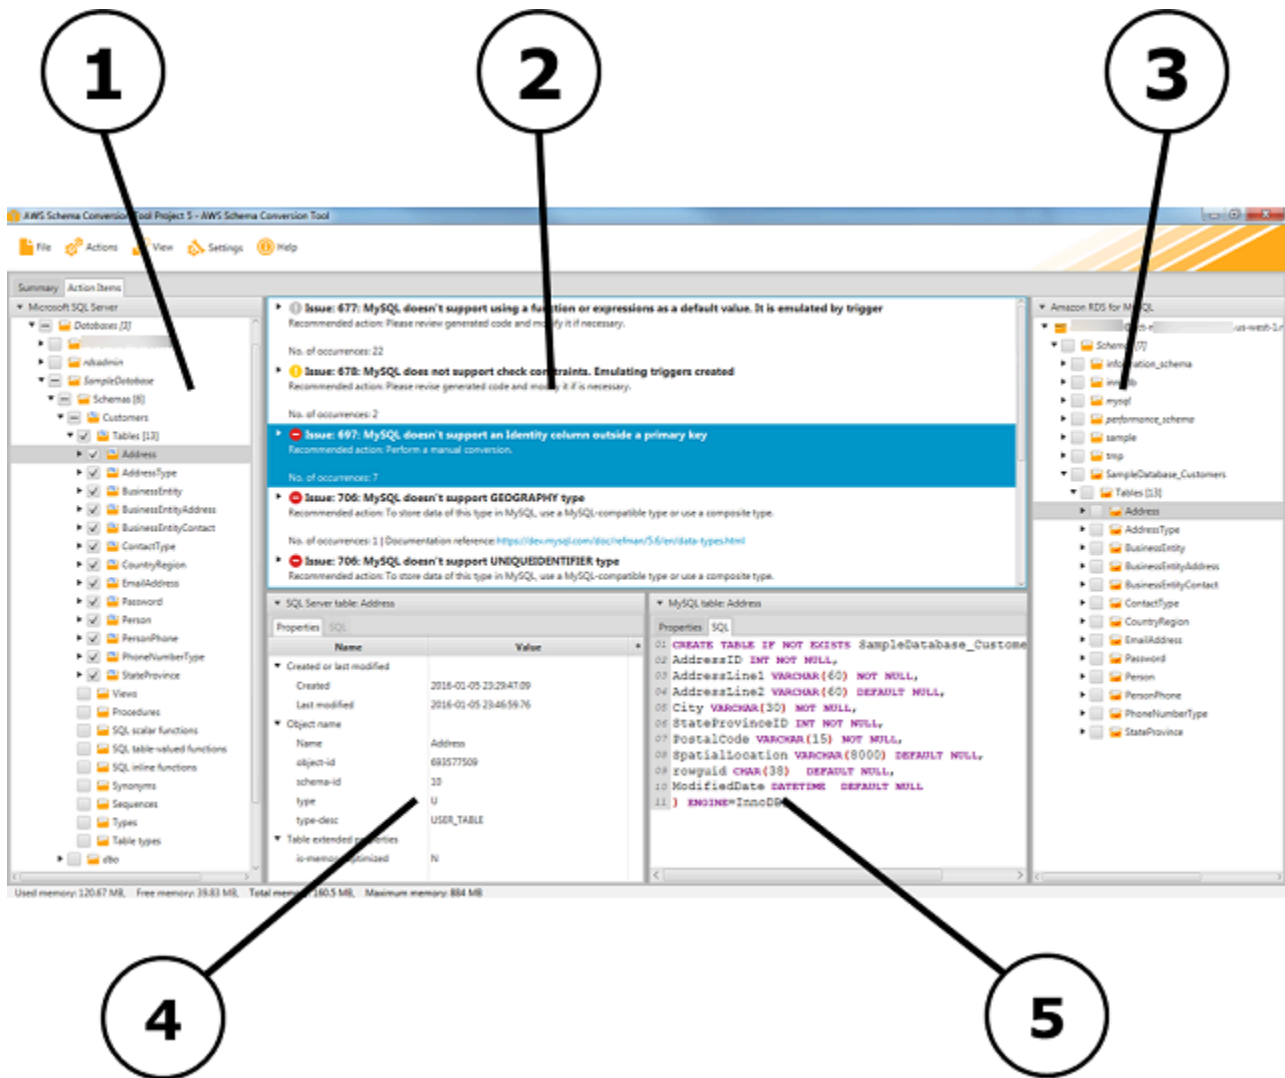 1
2
3
AWS Schema Conversion Tool Project 5 - AWS Schema Conversion Tool
File Actions View Settings Help
Summary Action Items
Microsoft SQL Server
Databases [3]
rdsadmin
SampleDatabase
Schemas [8]
Customers
Tables [13]
Address
AddressType
BusinessEntity
BusinessEntityAddress
BusinessEntityContact
ContactType
CountryRegion
EmailAddress
Password
Person
PersonPhone
PhoneNumberType
StateProvince
Views
Procedures
SQL scalar functions
SQL table-valued functions
SQL inline functions
Synonyms
Sequences
Types
Table types
dbo
Issue: 677: MySQL doesn't support using a function or expressions as a default value. It is emulated by trigger
Recommended action: Please review generated code and modify it if necessary.
No. of occurrences: 22
Issue: 678: MySQL does not support check constraints. Emulating triggers created
Recommended action: Please revise generated code and modify it if is necessary.
No. of occurrences: 2
Issue: 697: MySQL doesn't support an Identity column outside a primary key
Recommended action: Perform a manual conversion.
No. of occurrences: 7
Issue: 706: MySQL doesn't support GEOGRAPHY type
Recommended action: To store data of this type in MySQL, use a MySQL-compatible type or use a composite type.
No. of occurrences: 1 | Documentation reference: https://dev.mysql.com/doc/refman/5.6/en/data-types.html
Issue: 706: MySQL doesn't support UNIQUEIDENTIFIER type
Recommended action: To store data of this type in MySQL, use a MySQL-compatible type or use a composite type.
SQL Server table: Address
Properties SQL
Name Value
Created or last modified
Created 2016-01-05 23:29:47.09
Last modified 2016-01-05 23:46:59.76
Object name
Name Address
object-id 693577509
schema-id 10
type U
type-desc USER_TABLE
Table extended properties
is-memory-optimized N
MySQL table: Address
Properties SQL
01 CREATE TABLE IF NOT EXISTS SampleDatabase_Custome
02 AddressID INT NOT NULL,
03 AddressLine1 VARCHAR(60) NOT NULL,
04 AddressLine2 VARCHAR(60) DEFAULT NULL,
05 City VARCHAR(30) NOT NULL,
06 StateProvinceID INT NOT NULL,
07 PostalCode VARCHAR(15) NOT NULL,
08 SpatialLocation VARCHAR(8000) DEFAULT NULL,
09 rowguid CHAR(38) DEFAULT NULL,
10 ModifiedDate DATETIME DEFAULT NULL
11 ) ENGINE=InnoDB
Amazon RDS for MySQL
us-west-1.r
Schemas [7]
information_schema
innodb
mysql
performance_schema
sample
tmp
SampleDatabase_Customers
Tables [13]
Address
AddressType
BusinessEntity
BusinessEntityAddress
BusinessEntityContact
ContactType
CountryRegion
EmailAddress
Password
Person
PersonPhone
PhoneNumberType
StateProvince
Used memory: 120.67 MB, Free memory: 39.83 MB, Total memory: 160.5 MB, Maximum memory: 884 MB
4
5